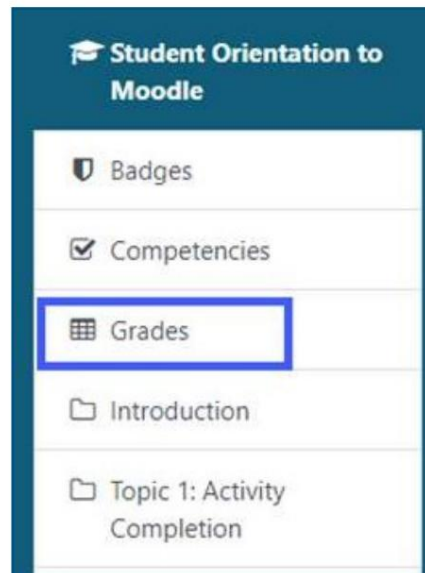 Student Orientation to
Moodle
Badges
Competencies
Grades
Introduction
Topic 1: Activity
Completion